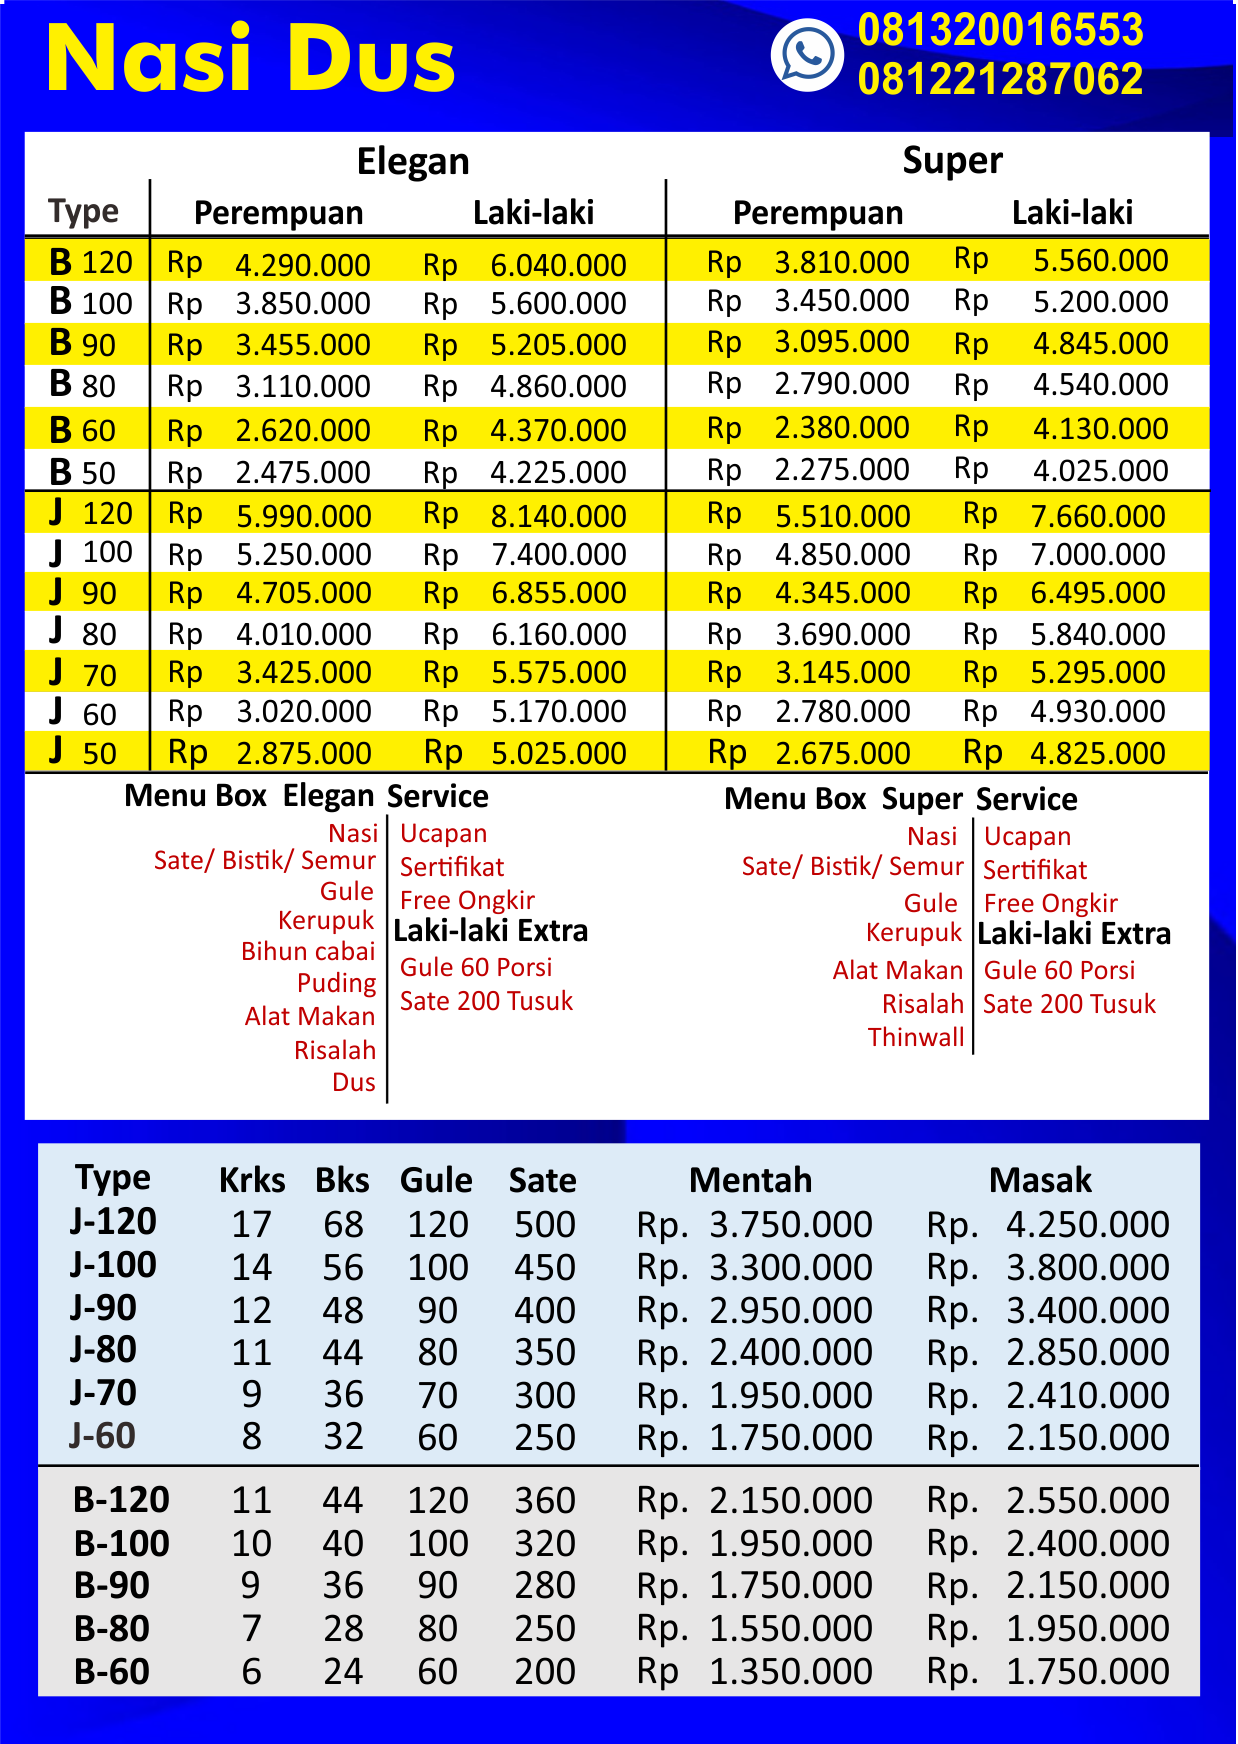 Nasi Dus
081320016553
081221287062
Elegan Super
Type Perempuan Laki-laki Perempuan Laki-laki
B 120 Rp 4.290.000 Rp 6.040.000 Rp 3.810.000 Rp 5.560.000
B 100 Rp 3.850.000 Rp 5.600.000 Rp 3.450.000 Rp 5.200.000
B 90 Rp 3.455.000 Rp 5.205.000 Rp 3.095.000 Rp 4.845.000
B 80 Rp 3.110.000 Rp 4.860.000 Rp 2.790.000 Rp 4.540.000
B 60 Rp 2.620.000 Rp 4.370.000 Rp 2.380.000 Rp 4.130.000
B 50 Rp 2.475.000 Rp 4.225.000 Rp 2.275.000 Rp 4.025.000
J 120 Rp 5.990.000 Rp 8.140.000 Rp 5.510.000 Rp 7.660.000
J 100 Rp 5.250.000 Rp 7.400.000 Rp 4.850.000 Rp 7.000.000
J 90 Rp 4.705.000 Rp 6.855.000 Rp 4.345.000 Rp 6.495.000
J 80 Rp 4.010.000 Rp 6.160.000 Rp 3.690.000 Rp 5.840.000
J 70 Rp 3.425.000 Rp 5.575.000 Rp 3.145.000 Rp 5.295.000
J 60 Rp 3.020.000 Rp 5.170.000 Rp 2.780.000 Rp 4.930.000
J 50 Rp 2.875.000 Rp 5.025.000 Rp 2.675.000 Rp 4.825.000
Menu Box Elegan
Nasi
Sate/ Bistik/ Semur
Gule
Kerupuk
Bihun cabai
Puding
Alat Makan
Risalah
Dus
Service
Ucapan
Sertifikat
Free Ongkir
Laki-laki Extra
Gule 60 Porsi
Sate 200 Tusuk
Menu Box Super
Nasi
Sate/ Bistik/ Semur
Gule
Kerupuk
Alat Makan
Risalah
Thinwall
Service
Ucapan
Sertifikat
Free Ongkir
Laki-laki Extra
Gule 60 Porsi
Sate 200 Tusuk
Type Krks Bks Gule Sate Mentah Masak
J-120 17 68 120 500 Rp. 3.750.000 Rp. 4.250.000
J-100 14 56 100 450 Rp. 3.300.000 Rp. 3.800.000
J-90 12 48 90 400 Rp. 2.950.000 Rp. 3.400.000
J-80 11 44 80 350 Rp. 2.400.000 Rp. 2.850.000
J-70 9 36 70 300 Rp. 1.950.000 Rp. 2.410.000
J-60 8 32 60 250 Rp. 1.750.000 Rp. 2.150.000
B-120 11 44 120 360 Rp. 2.150.000 Rp. 2.550.000
B-100 10 40 100 320 Rp. 1.950.000 Rp. 2.400.000
B-90 9 36 90 280 Rp. 1.750.000 Rp. 2.150.000
B-80 7 28 80 250 Rp. 1.550.000 Rp. 1.950.000
B-60 6 24 60 200 Rp 1.350.000 Rp. 1.750.000